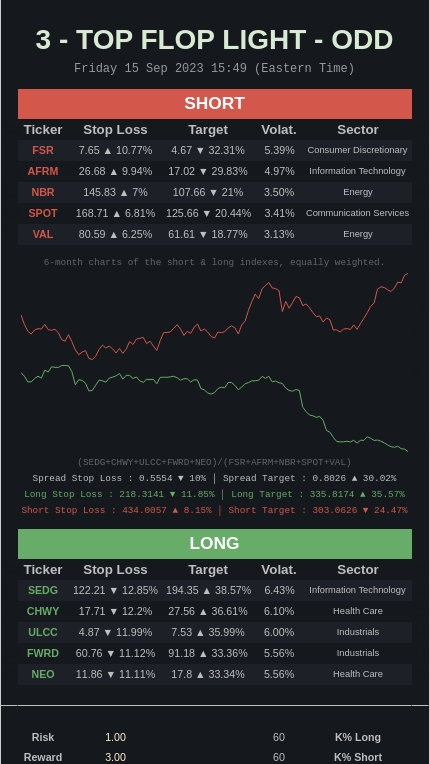 3 - TOP FLOP LIGHT - ODD
Friday 15 Sep 2023 15:49 (Eastern Time)
SHORT
Ticker Stop Loss Target Volat. Sector
FSR 7.65 ▲ 10.77% 4.67 ▼ 32.31% 5.39% Consumer Discretionary
AFRM 26.68 ▲ 9.94% 17.02 ▼ 29.83% 4.97% Information Technology
NBR 145.83 ▲ 7% 107.66 ▼ 21% 3.50% Energy
SPOT 168.71 ▲ 6.81% 125.66 ▼ 20.44% 3.41% Communication Services
VAL 80.59 ▲ 6.25% 61.61 ▼ 18.77% 3.13% Energy
6-month charts of the short & long indexes, equally weighted.
(SEDG+CHWY+ULCC+FWRD+NEO)/(FSR+AFRM+NBR+SPOT+VAL)
Spread Stop Loss : 0.5554 ▼ 10% | Spread Target : 0.8026 ▲ 30.02%
Long Stop Loss : 218.3141 ▼ 11.85% | Long Target : 335.8174 ▲ 35.57%
Short Stop Loss : 434.0057 ▲ 8.15% | Short Target : 303.0626 ▼ 24.47%
LONG
Ticker Stop Loss Target Volat. Sector
SEDG 122.21 ▼ 12.85% 194.35 ▲ 38.57% 6.43% Information Technology
CHWY 17.71 ▼ 12.2% 27.56 ▲ 36.61% 6.10% Health Care
ULCC 4.87 ▼ 11.99% 7.53 ▲ 35.99% 6.00% Industrials
FWRD 60.76 ▼ 11.12% 91.18 ▲ 33.36% 5.56% Industrials
NEO 11.86 ▼ 11.11% 17.8 ▲ 33.34% 5.56% Health Care
Risk 1.00 60 K% Long
Reward 3.00 60 K% Short